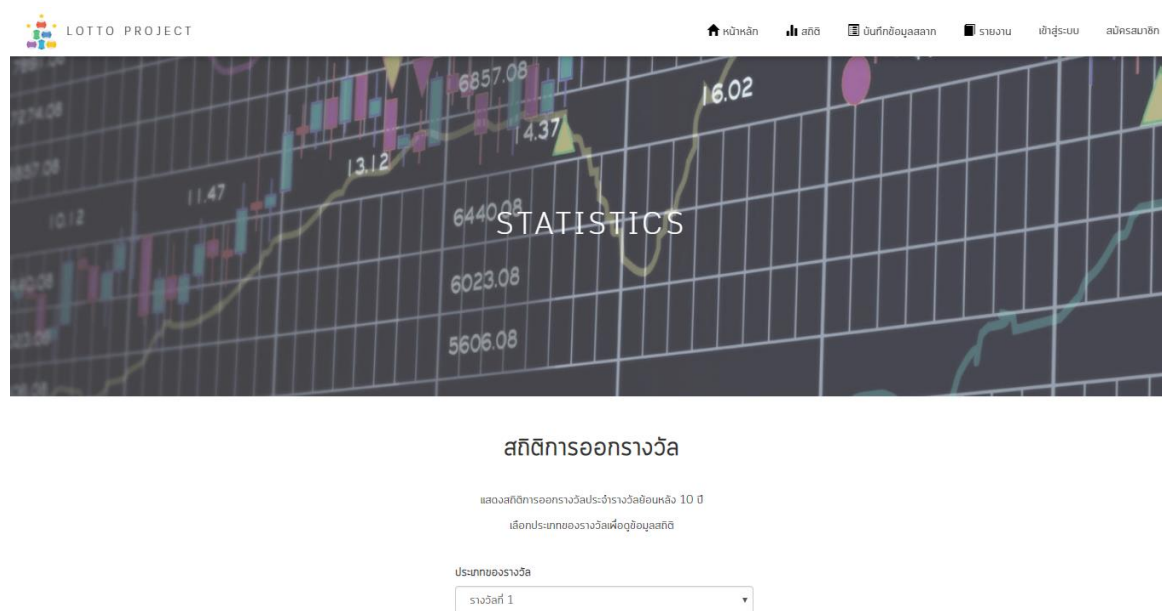 LOTTO PROJECT
หน้าหลัก สถิติ บันทึกข้อมูลสลาก รายงาน เข้าสู่ระบบ สมัครสมาชิก
6857.08
16.02
14.37
13.12
11.47
10.12
6440.08
STATISTICS
6023.08
5606.08
สถิติการออกรางวัล
แสดงสถิติการออกรางวัลประจำรางวัลย้อนหลัง 10 ปี
เลือกประเภทของรางวัลเพื่อดูข้อมูลสถิติ
ประเภทของรางวัล
รางวัลที่ 1